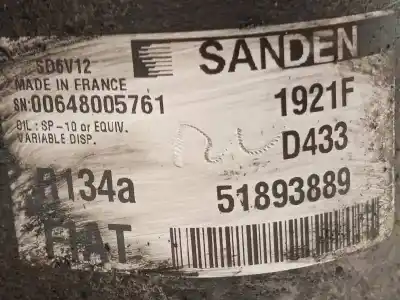 SANDEN
SD6V12
MADE IN FRANCE
SN:00648005761
1921F
OIL: SP-10 or EQUIV.
VARIABLE DISP.
D433
R134a
51893889
FIAT